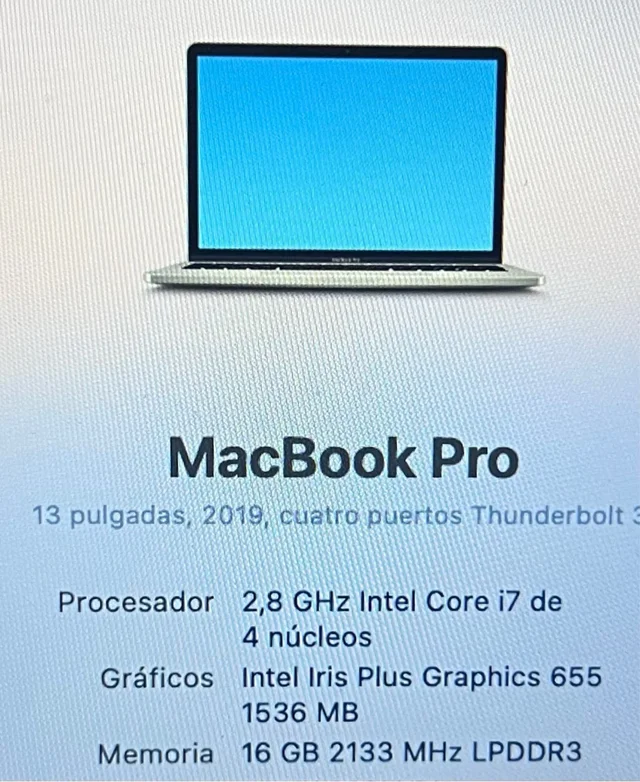 MacBook Pro
13 pulgadas, 2019, cuatro puertos Thunderbolt 3
Procesador 2,8 GHz Intel Core i7 de
4 núcleos
Gráficos Intel Iris Plus Graphics 655
1536 MB
Memoria 16 GB 2133 MHz LPDDR3